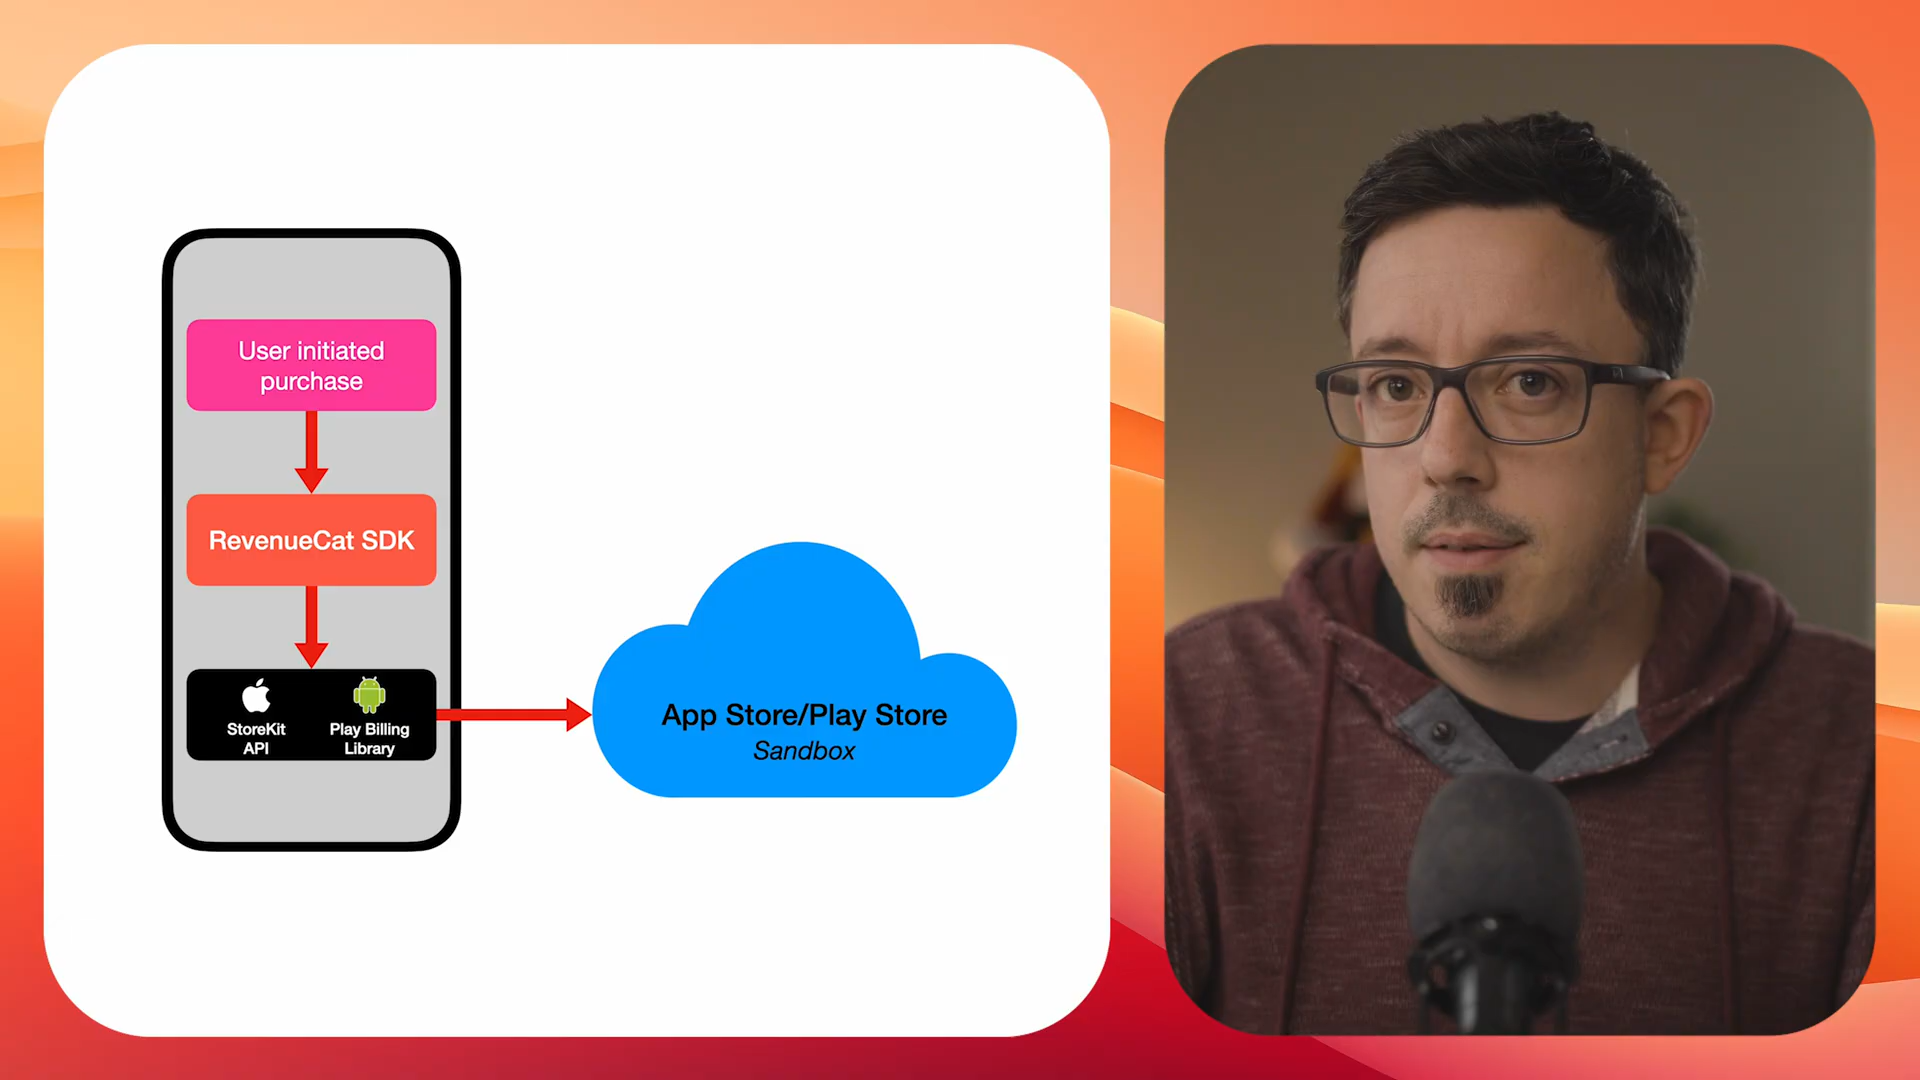 User initiated
purchase
RevenueCat SDK
StoreKit
API
Play Billing
Library
App Store/Play Store
Sandbox